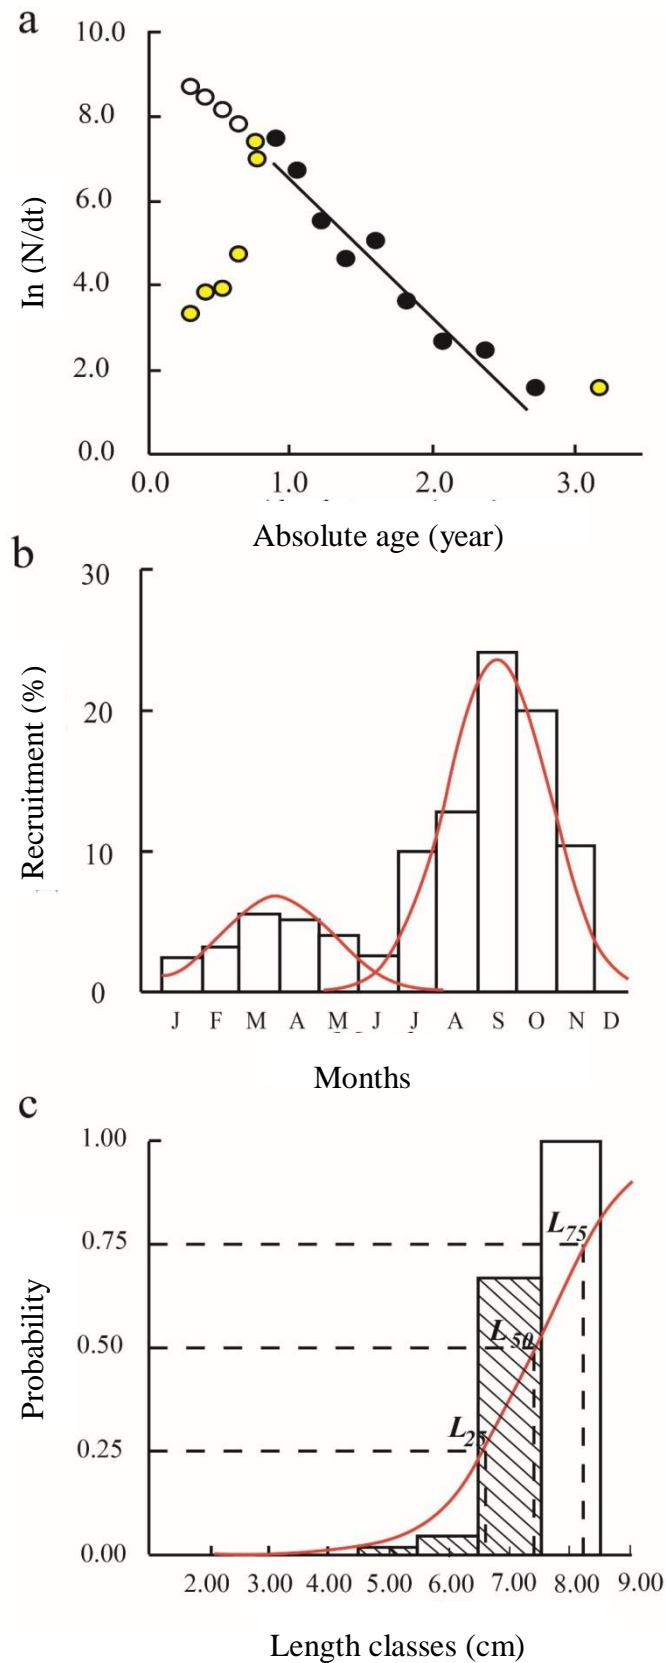 a
10.0
8.0
6.0
4.0
2.0
0.0
In (N/dt)
0.0 1.0 2.0 3.0
Absolute age (year)
b
30
20
10
0
Recruitment (%)
J F M A M J J A S O N D
Months
c
1.00
0.75
0.50
0.25
0.00
Probability
L75
L50
L25
2.00 3.00 4.00 5.00 6.00 7.00 8.00 9.00
Length classes (cm)